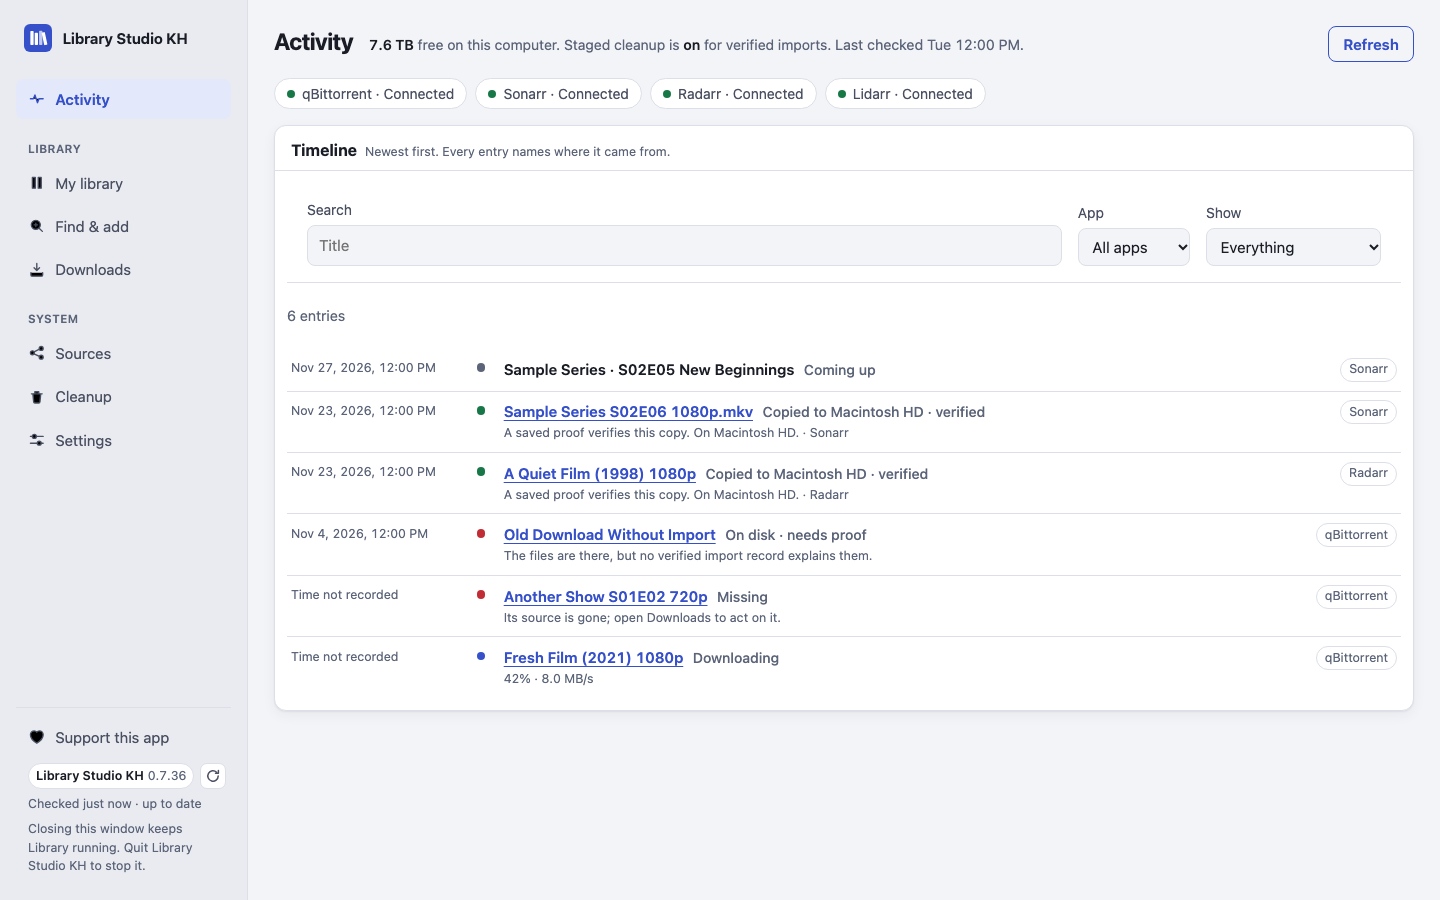 Library Studio KH
Activity
LIBRARY
My library
Find & add
Downloads
SYSTEM
Sources
Cleanup
Settings
Support this app
Library Studio KH 0.7.36
Checked just now · up to date
Closing this window keeps
Library running. Quit Library
Studio KH to stop it.
Activity 7.6 TB free on this computer. Staged cleanup is on for verified imports. Last checked Tue 12:00 PM.
Refresh
qBittorrent · Connected
Sonarr · Connected
Radarr · Connected
Lidarr · Connected
Timeline Newest first. Every entry names where it came from.
Search
Title
App
All apps
Show
Everything
6 entries
Nov 27, 2026, 12:00 PM Sample Series · S02E05 New Beginnings Coming up Sonarr
Nov 23, 2026, 12:00 PM Sample Series S02E06 1080p.mkv Copied to Macintosh HD · verified Sonarr
A saved proof verifies this copy. On Macintosh HD. · Sonarr
Nov 23, 2026, 12:00 PM A Quiet Film (1998) 1080p Copied to Macintosh HD · verified Radarr
A saved proof verifies this copy. On Macintosh HD. · Radarr
Nov 4, 2026, 12:00 PM Old Download Without Import On disk · needs proof qBittorrent
The files are there, but no verified import record explains them.
Time not recorded Another Show S01E02 720p Missing qBittorrent
Its source is gone; open Downloads to act on it.
Time not recorded Fresh Film (2021) 1080p Downloading qBittorrent
42% · 8.0 MB/s